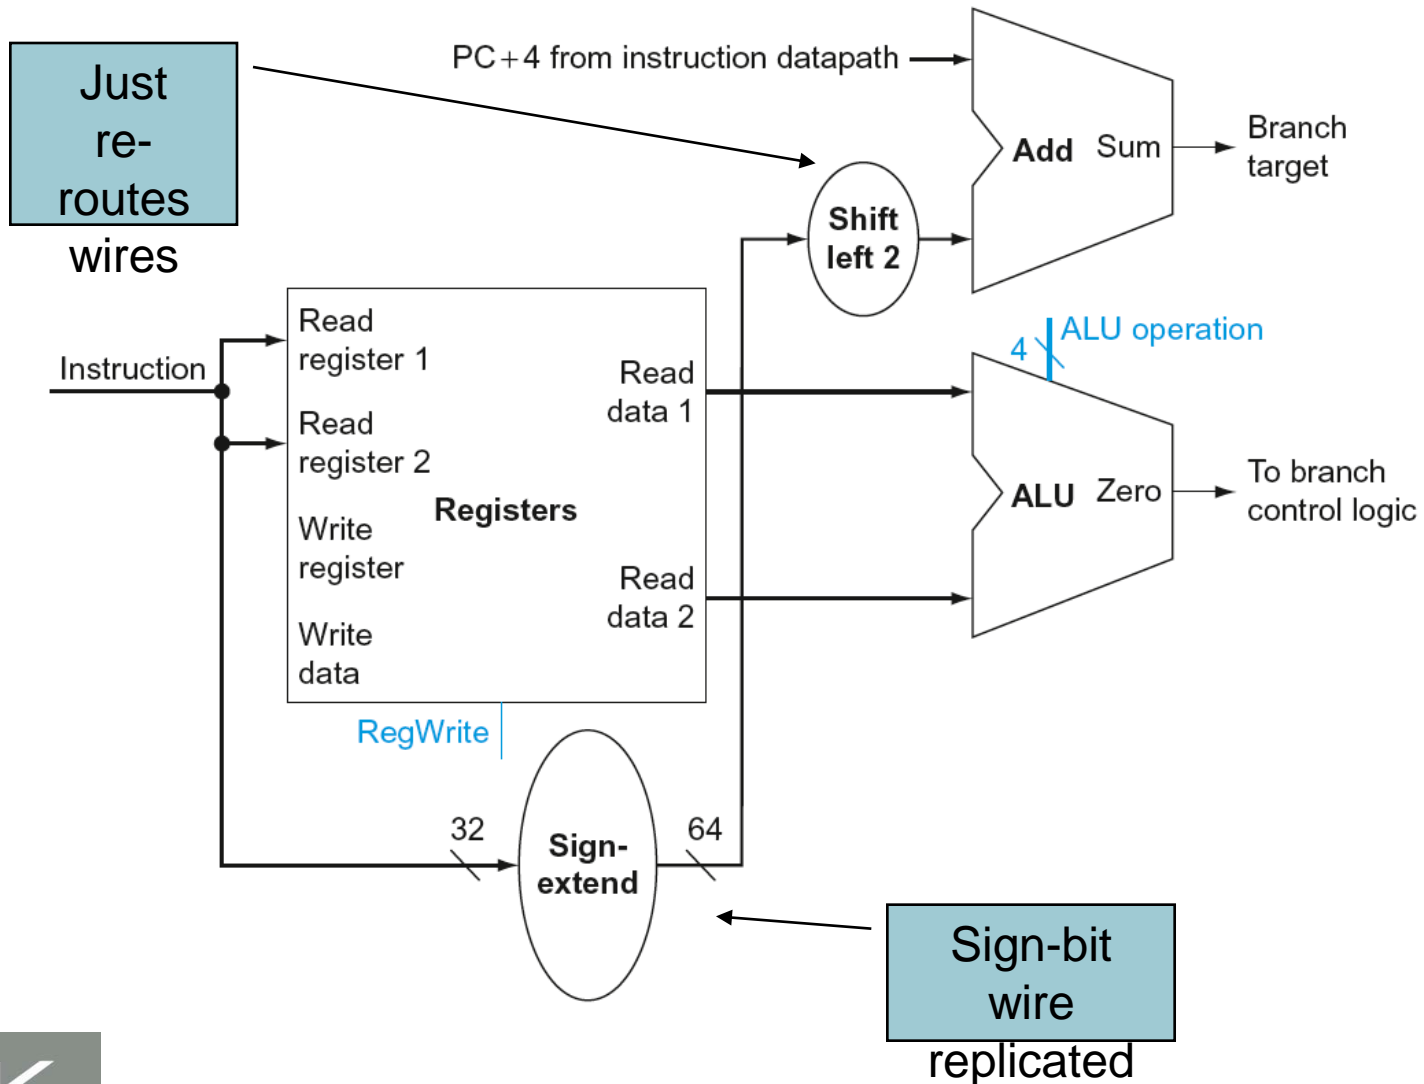 Just
re-
routes
wires
PC+4 from instruction datapath
Add Sum
Branch
target
Shift
left 2
ALU operation
4
Instruction
Read
register 1
Read
register 2
Write
register
Write
data
Registers
Read
data 1
Read
data 2
RegWrite
ALU Zero
To branch
control logic
32
Sign-
extend
64
Sign-bit
wire
replicated